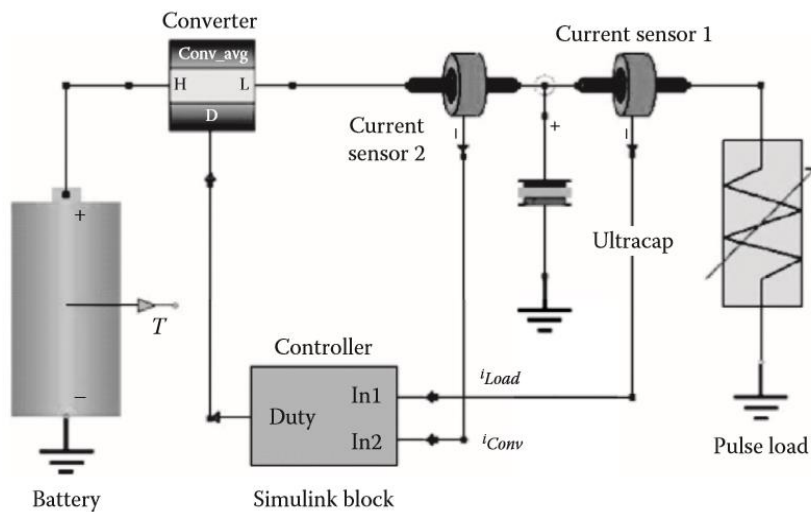 Converter
Conv_avg
H
L
D
Current sensor 1
Current
sensor 2
–
+
–
Ultracap
+
T
–
Controller
Duty
In1
In2
iLoad
iConv
Battery
Simulink block
Pulse load